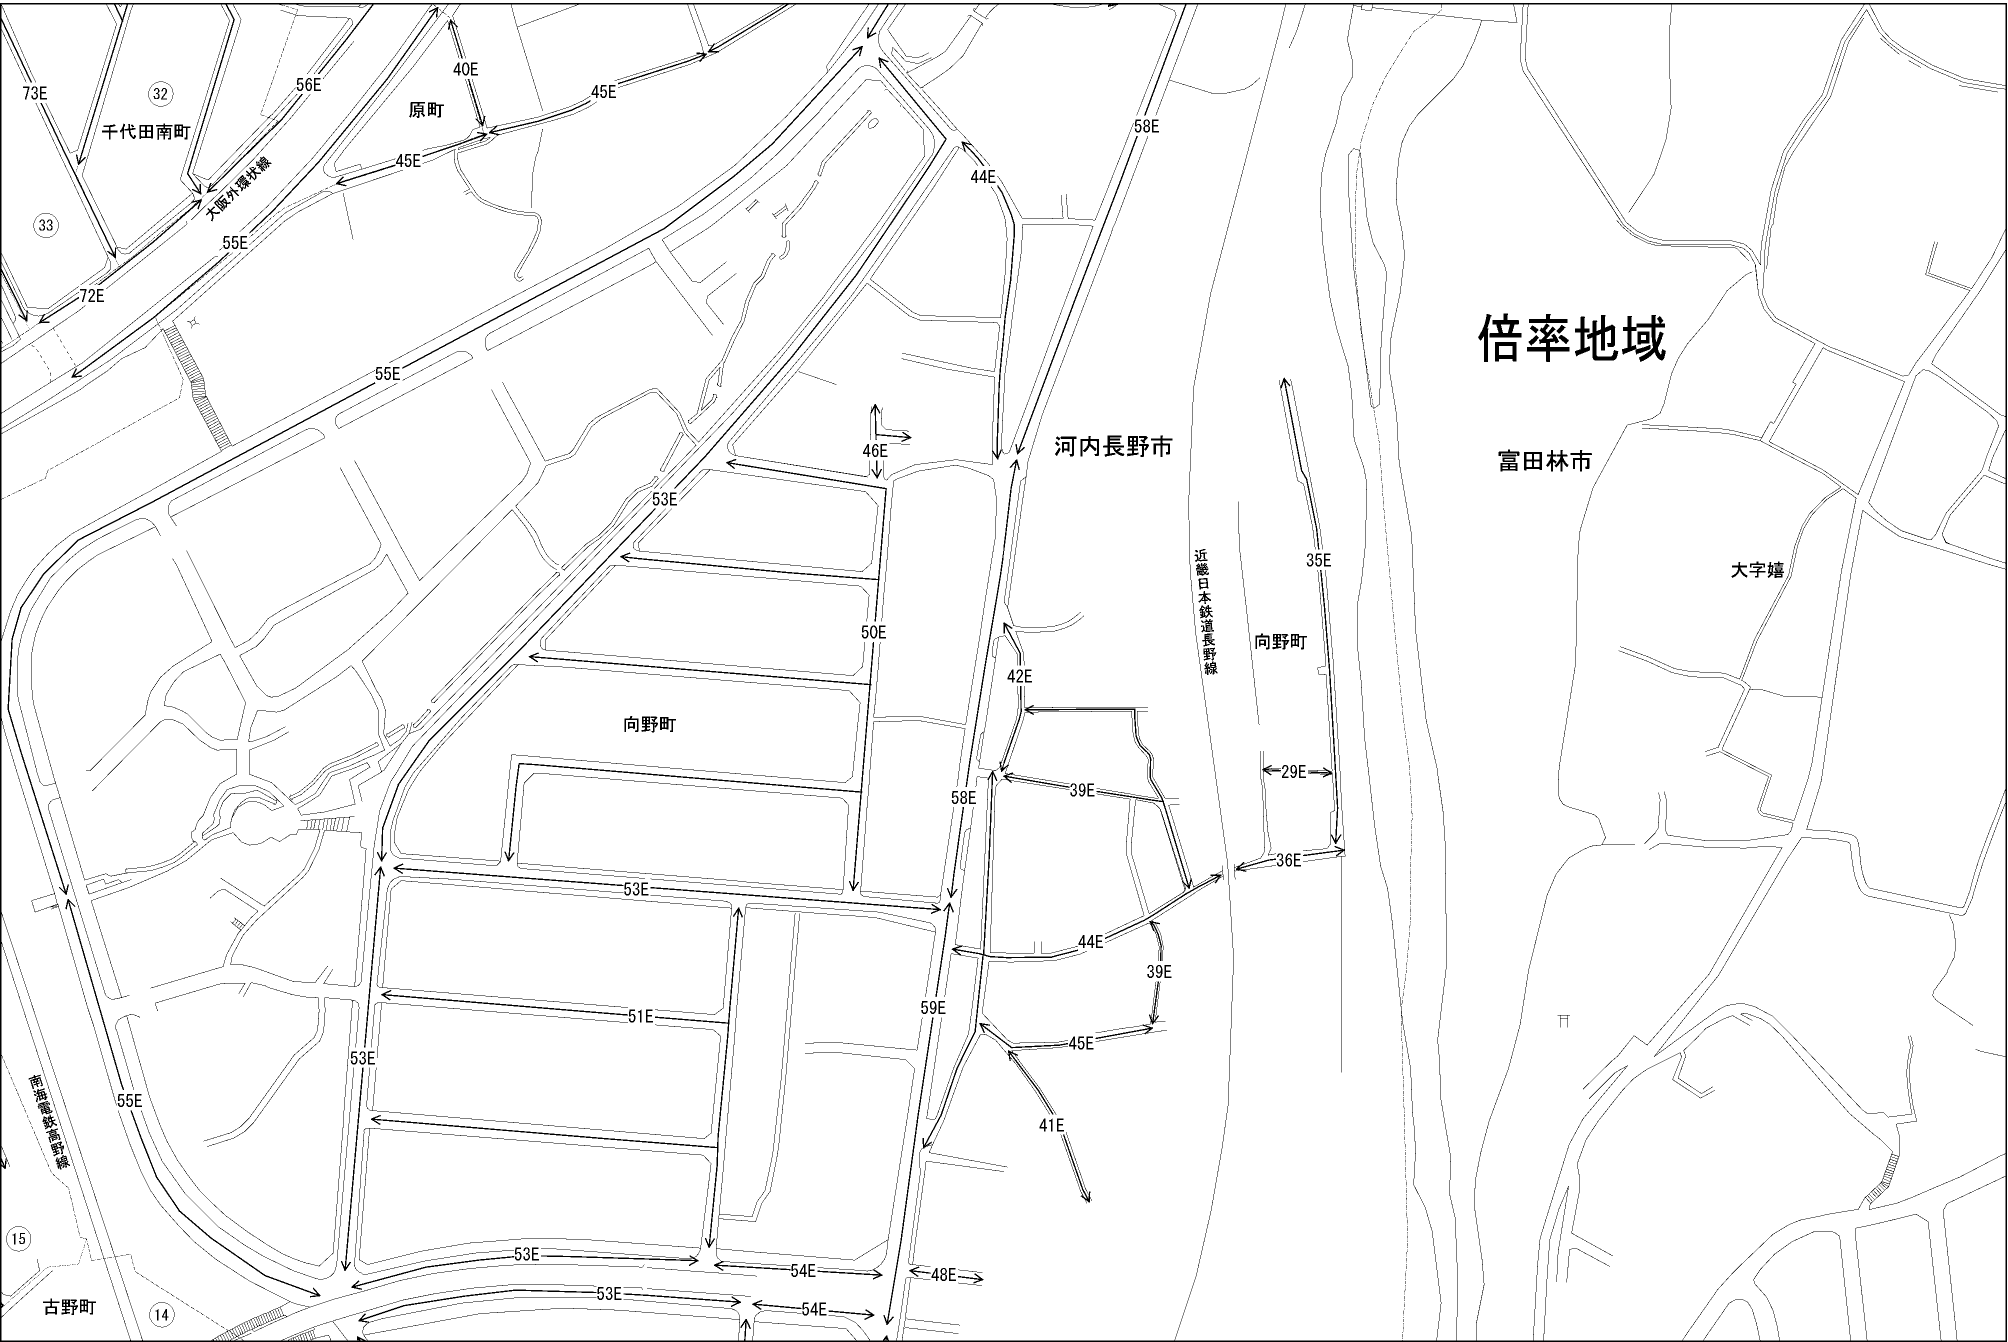 73E
32
千代田南町
56E
40E
原町
45E
45E
58E
44E
大阪外環状線
33
55E
72E
倍率地域
55E
河内長野市
46E
富田林市
53E
近畿日本鉄道長野線
35E
大字嬉
50E
向野町
42E
向野町
29E
39E
58E
36E
53E
44E
39E
59E
51E
45E
53E
55E
南海電鉄高野線
41E
15
53E
54E
48E
53E
54E
古野町
14